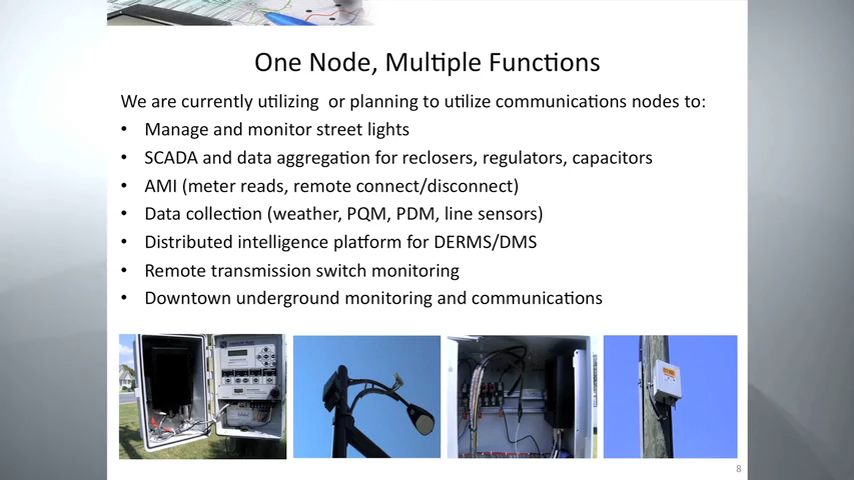 One Node, Multiple Functions
We are currently utilizing  or planning to utilize communications nodes to:
• Manage and monitor street lights
• SCADA and data aggregation for reclosers, regulators, capacitors
• AMI (meter reads, remote connect/disconnect)
• Data collection (weather, PQM, PDM, line sensors)
• Distributed intelligence platform for DERMS/DMS
• Remote transmission switch monitoring
• Downtown underground monitoring and communications
8